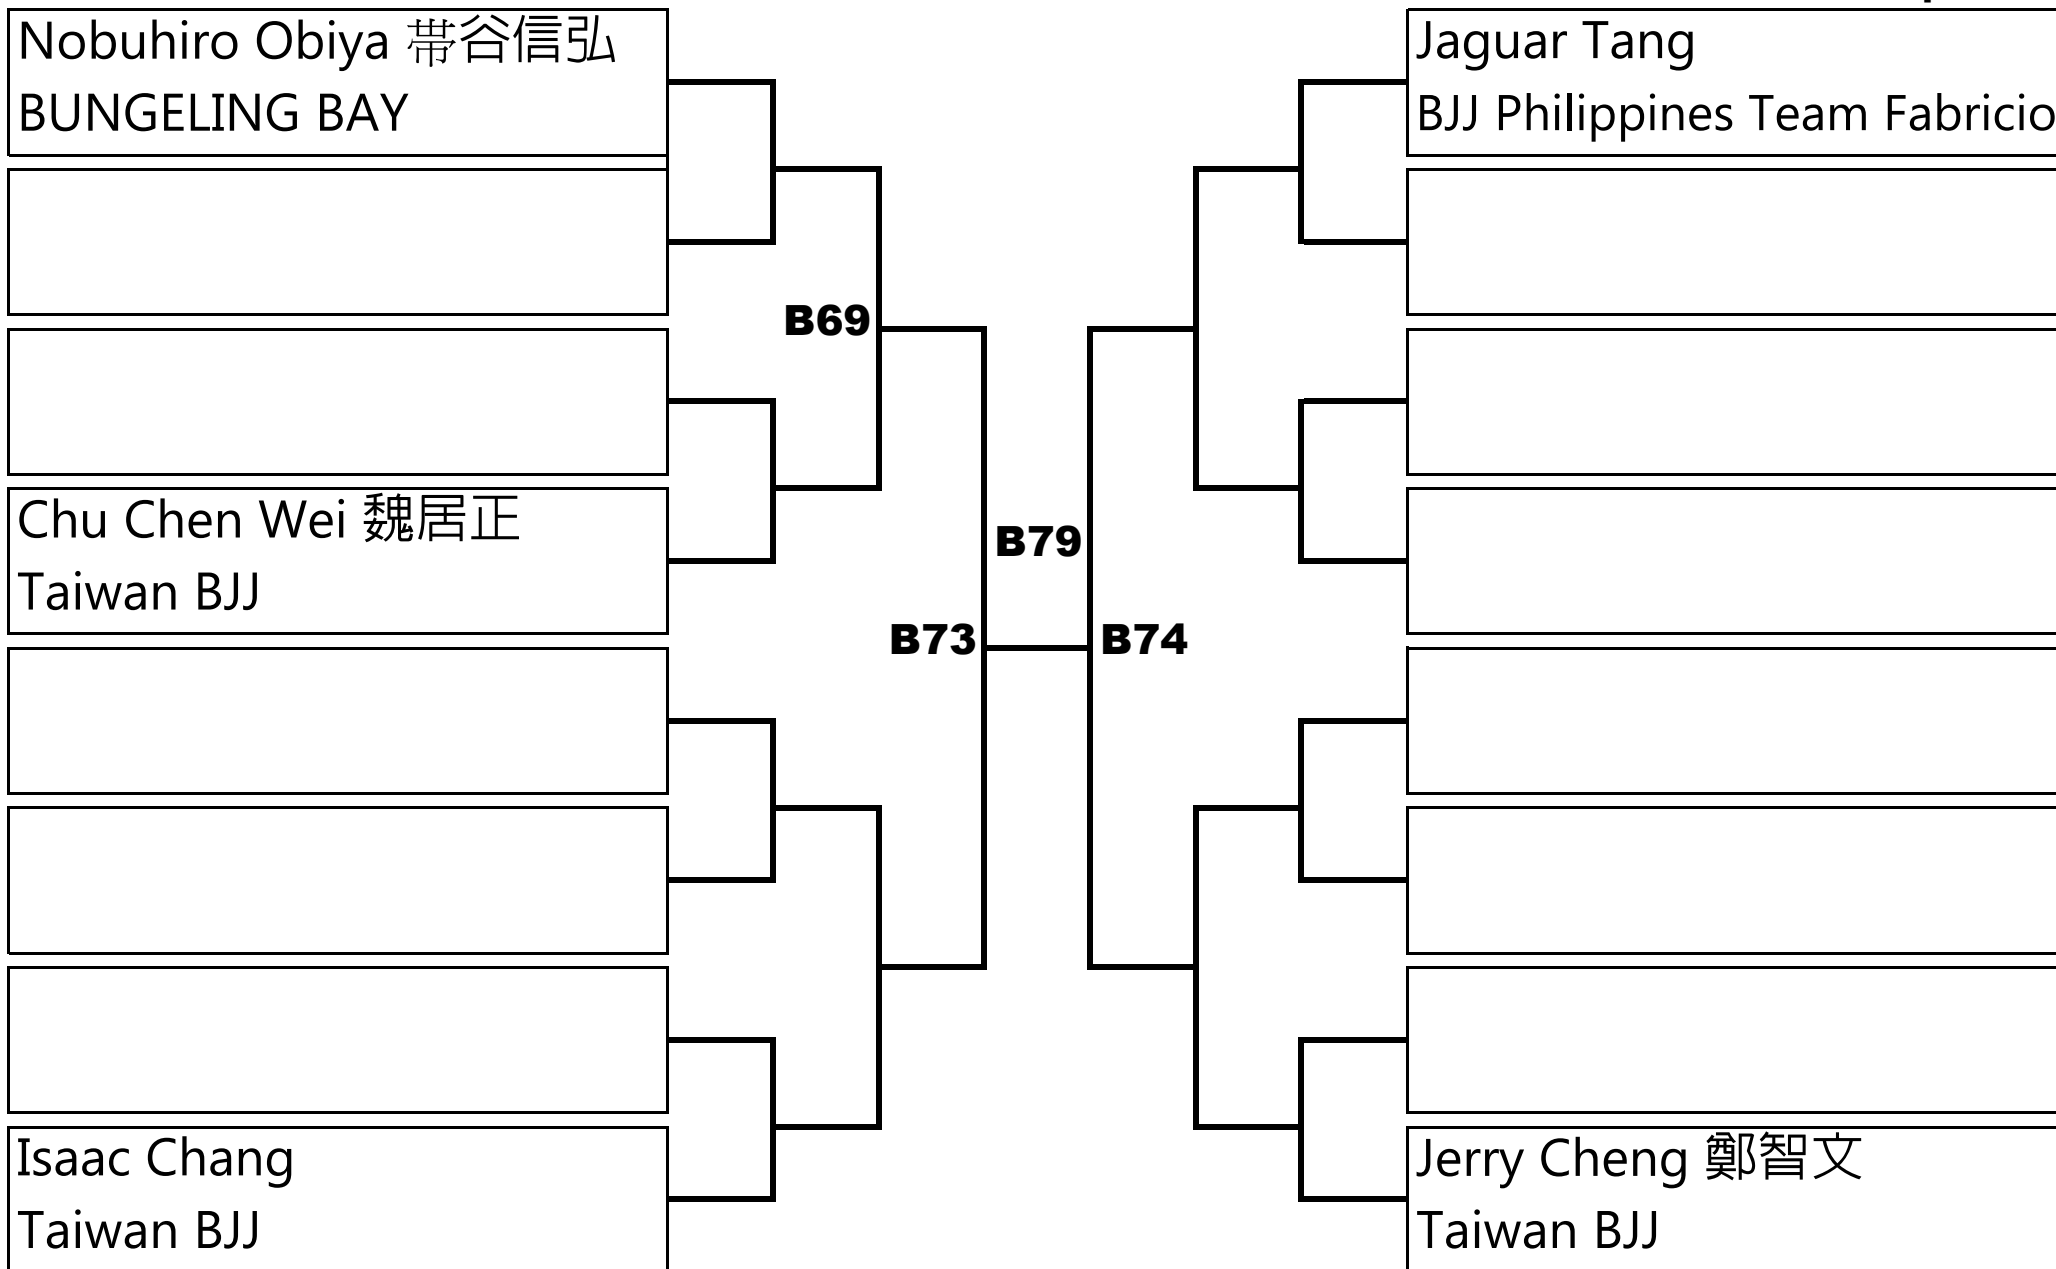 Nobuhiro Obiya 帯谷信弘
BUNGELING BAY
Chu Chen Wei 魏居正
Taiwan BJJ
Isaac Chang
Taiwan BJJ
B69
B73
B79
B74
Jaguar Tang
BJJ Philippines Team Fabricio
Jerry Cheng 鄭智文
Taiwan BJJ